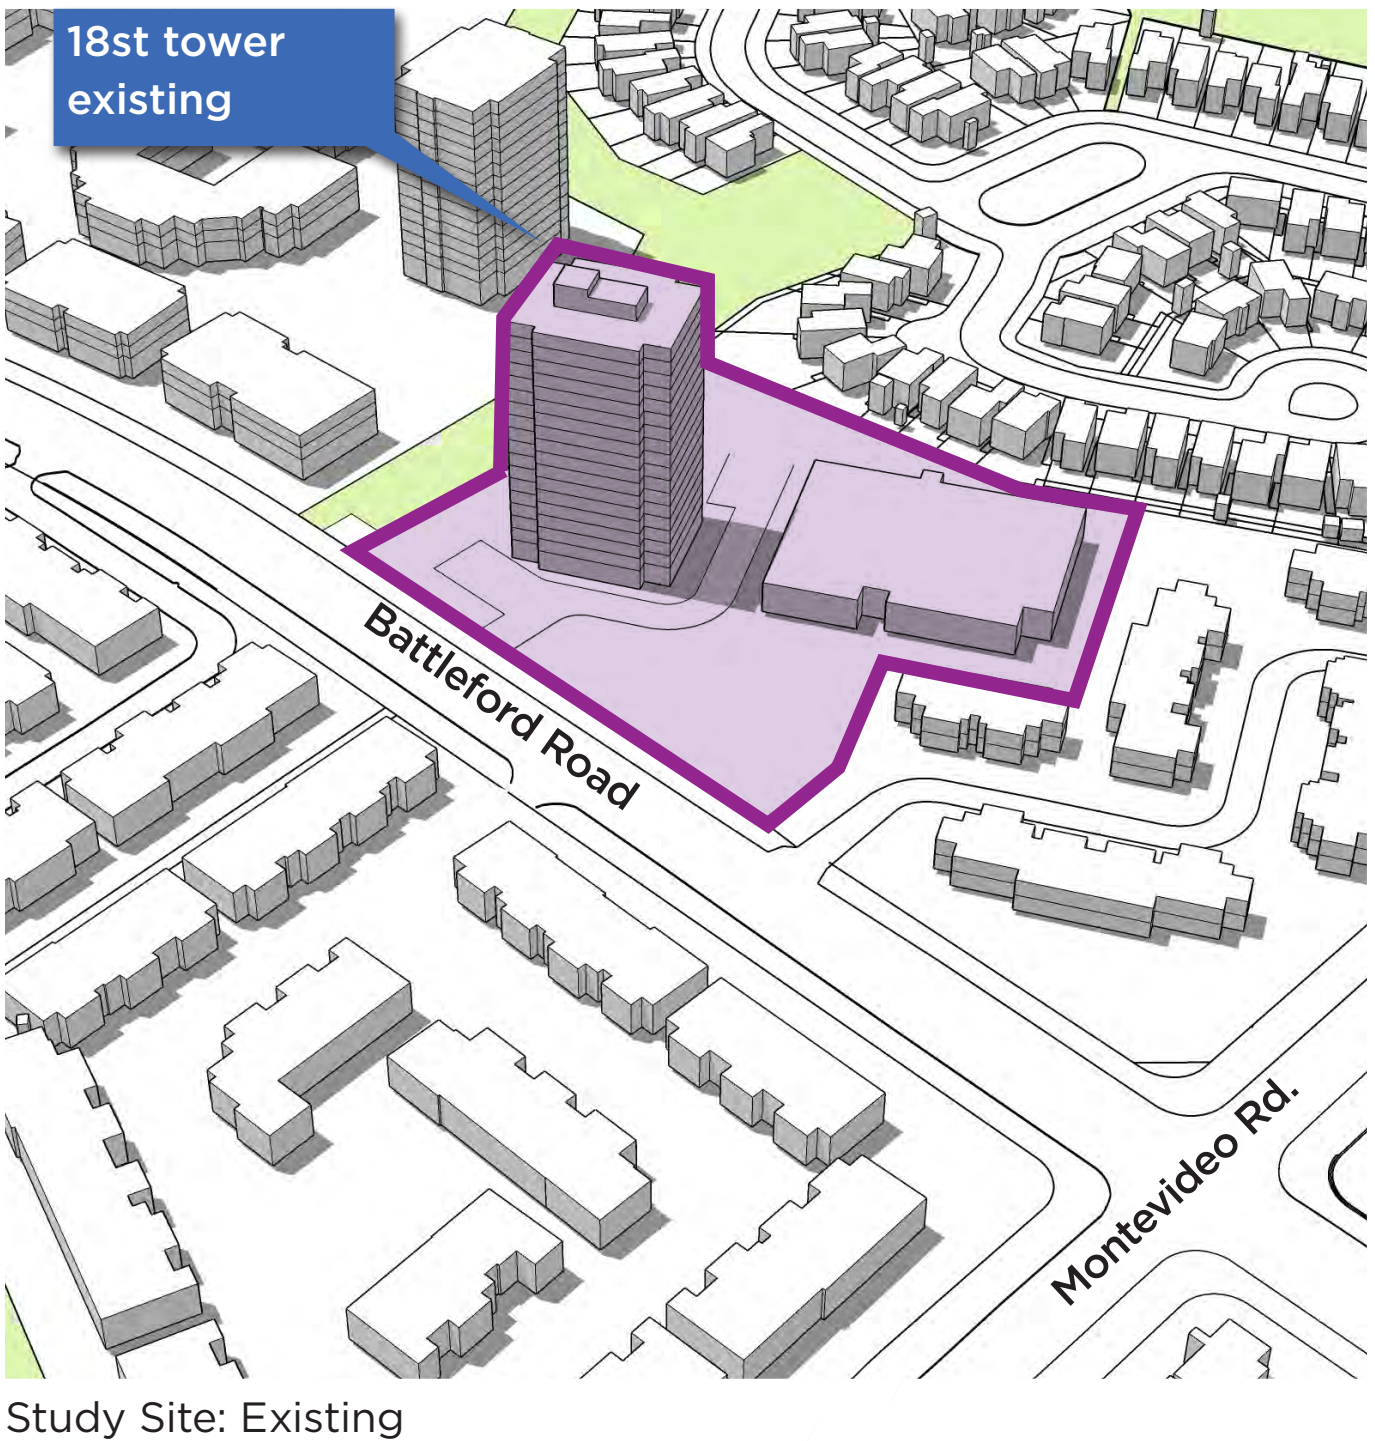 18st tower
existing
Battleford Road
Montevideo Rd.
Study Site: Existing